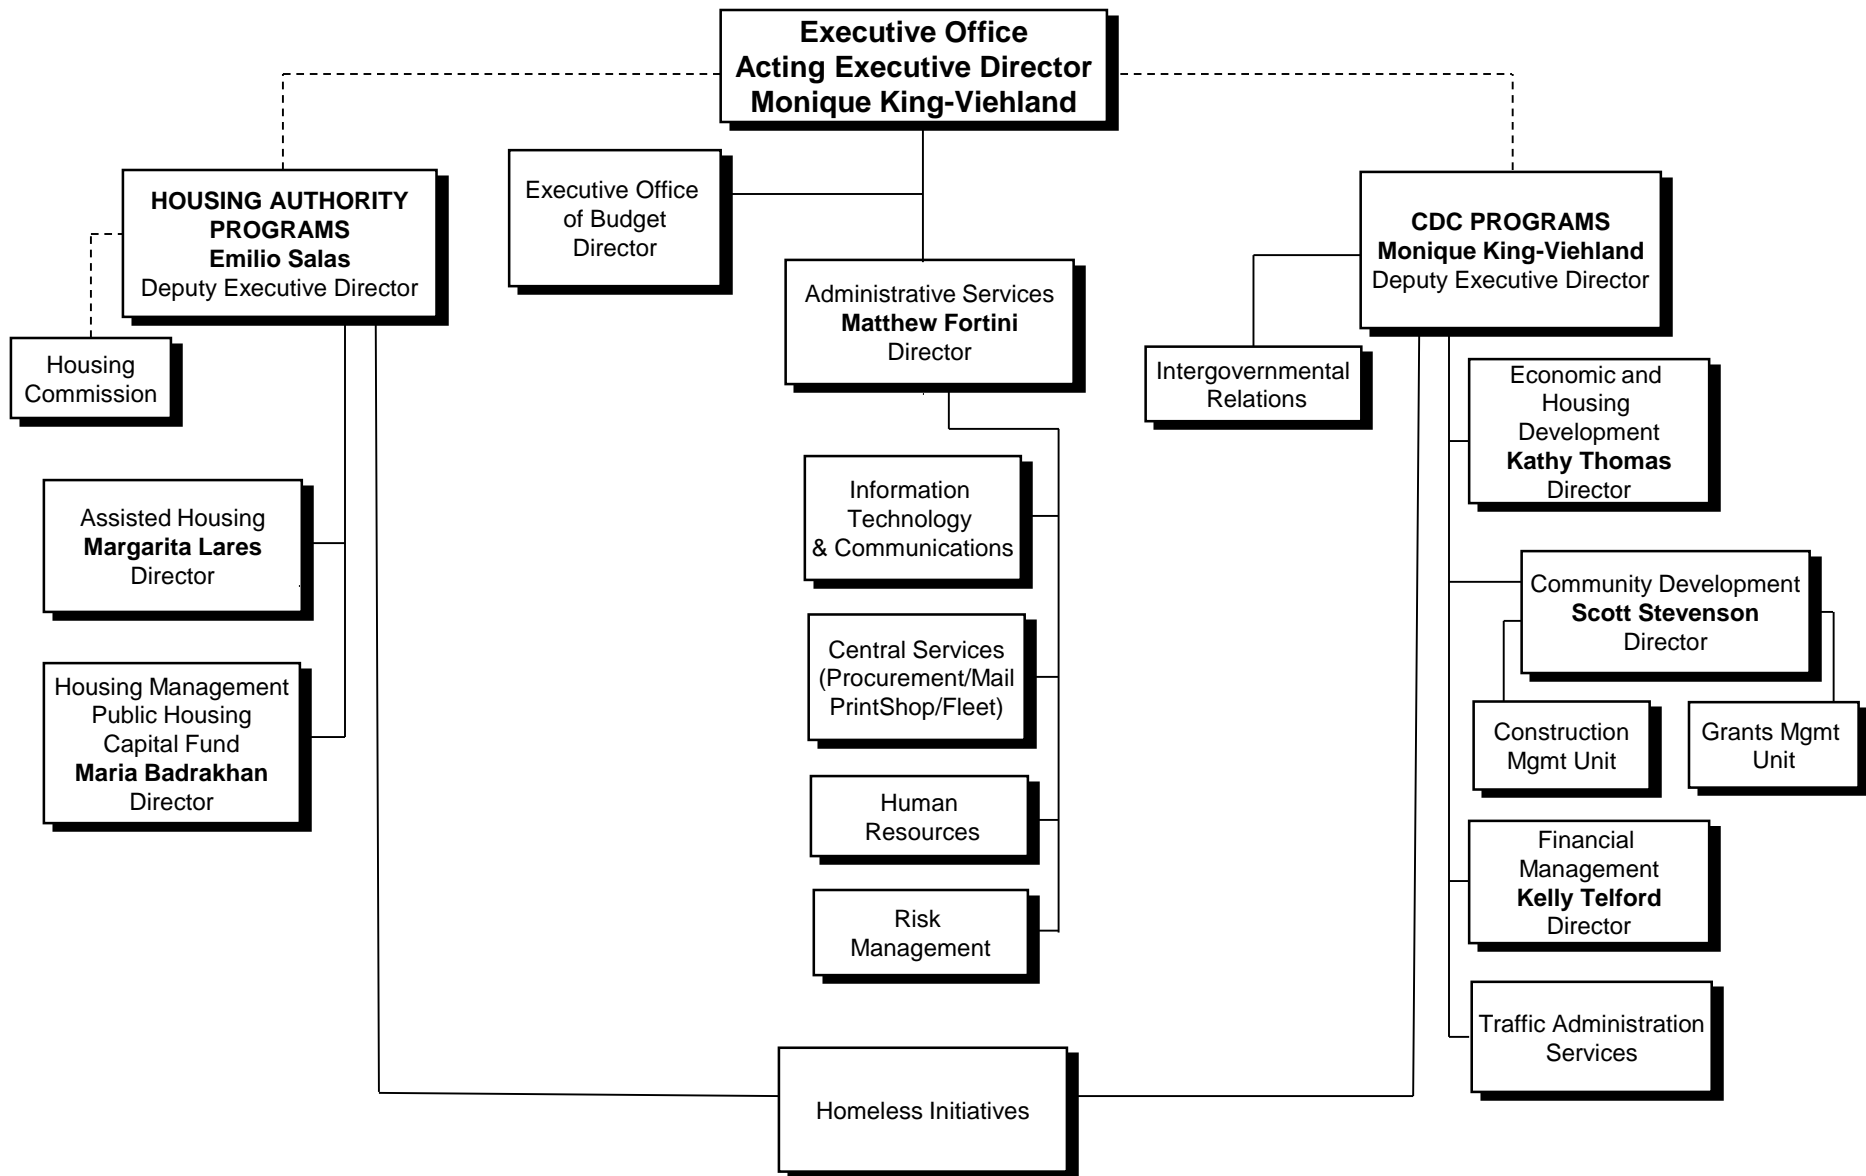 Executive Office
Acting Executive Director
Monique King-Viehland
HOUSING AUTHORITY
PROGRAMS
Emilio Salas
Deputy Executive Director
Executive Office
of Budget
Director
CDC PROGRAMS
Monique King-Viehland
Deputy Executive Director
Administrative Services
Matthew Fortini
Director
Housing
Commission
Intergovernmental
Relations
Economic and
Housing
Development
Kathy Thomas
Director
Assisted Housing
Margarita Lares
Director
Information
Technology
& Communications
Community Development
Scott Stevenson
Director
Housing Management
Public Housing
Capital Fund
Maria Badrakhan
Director
Central Services
(Procurement/Mail
PrintShop/Fleet)
Construction
Mgmt Unit
Grants Mgmt
Unit
Human
Resources
Financial
Management
Kelly Telford
Director
Risk
Management
Traffic Administration
Services
Homeless Initiatives